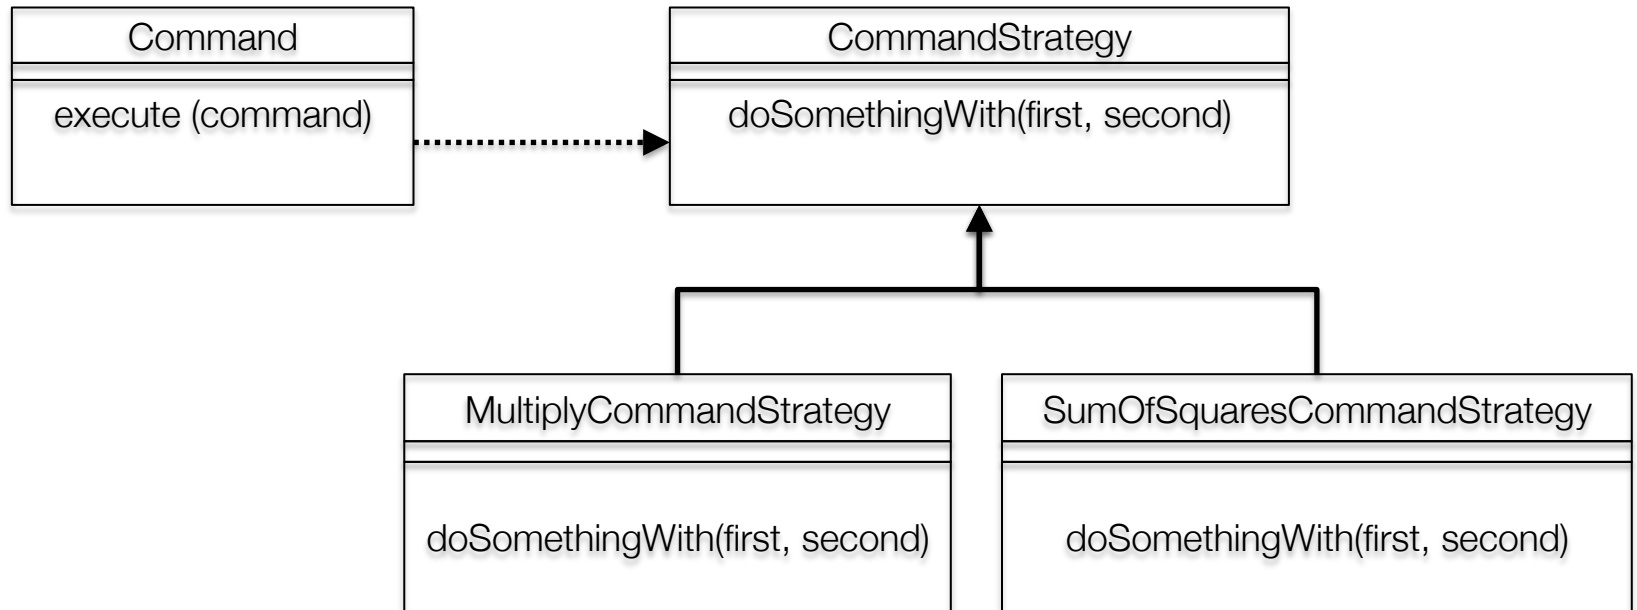 Command
execute (command)
CommandStrategy
doSomethingWith(first, second)
MultiplyCommandStrategy
doSomethingWith(first, second)
SumOfSquaresCommandStrategy
doSomethingWith(first, second)